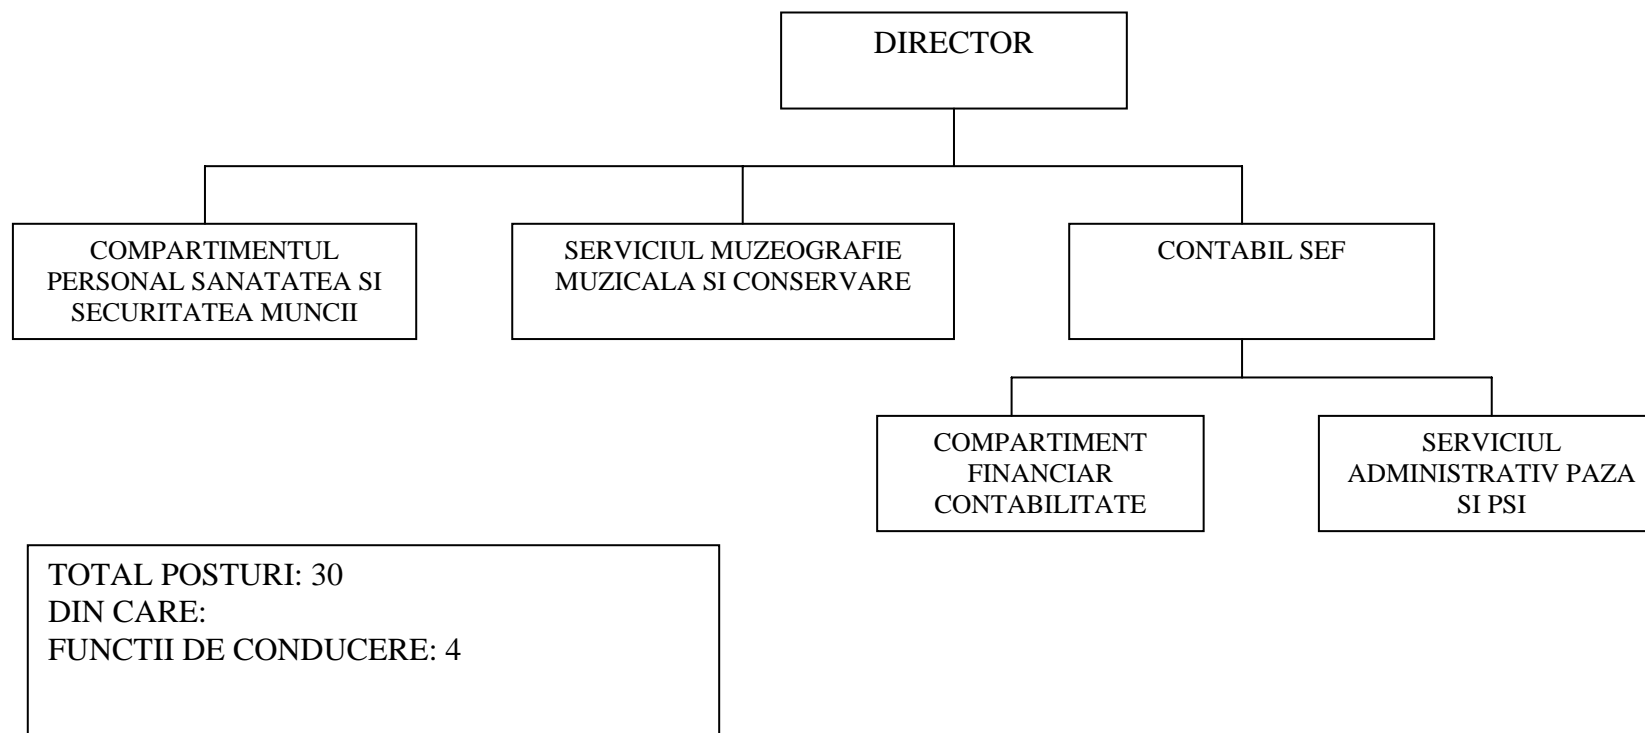 DIRECTOR
COMPARTIMENTUL
PERSONAL SANATATEA SI
SECURITATEA MUNCII
SERVICIUL MUZEOGRAFIE
MUZICALA SI CONSERVARE
CONTABIL SEF
COMPARTIMENT
FINANCIAR
CONTABILITATE
SERVICIUL
ADMINISTRATIV PAZA
SI PSI
TOTAL POSTURI: 30
DIN CARE:
FUNCTII DE CONDUCERE: 4